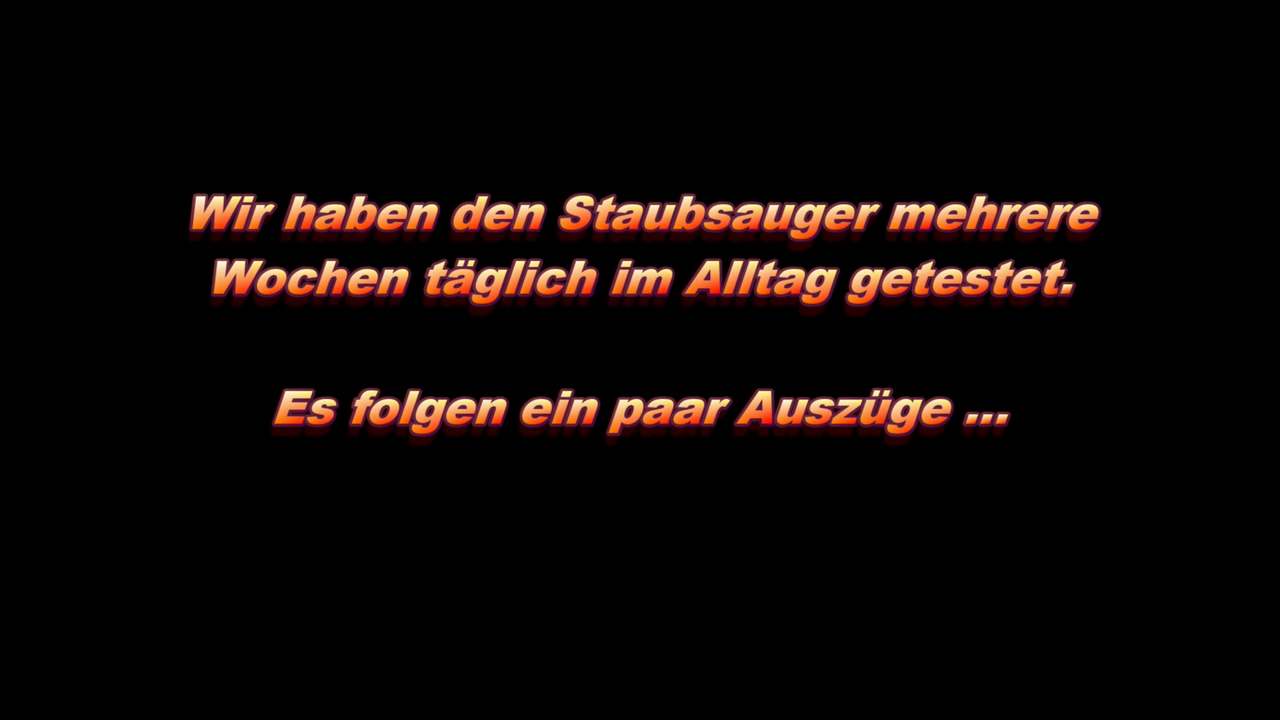 Wir haben den Staubsauger mehrere
Wochen täglich im Alltag getestet.
Es folgen ein paar Auszüge ...